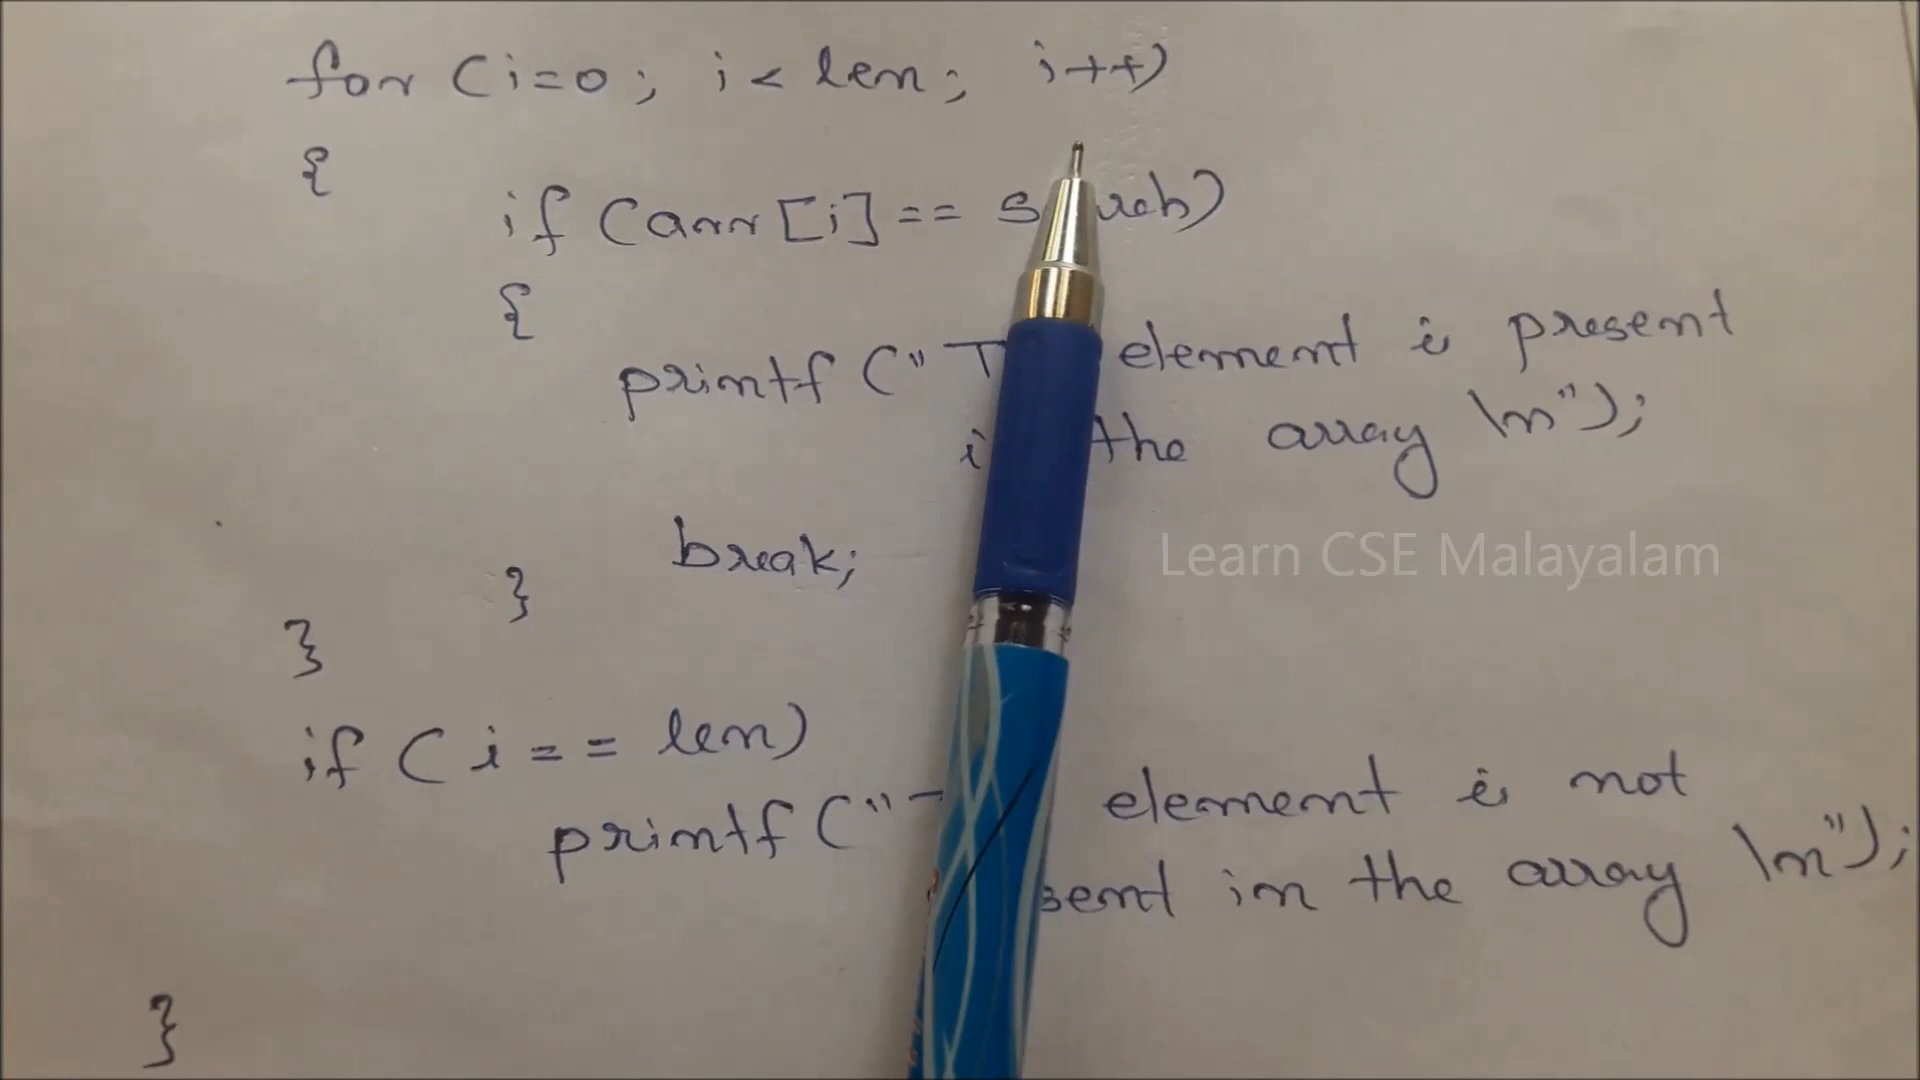 for (i=0; i< len; i++)
{
if (arr[i]==
{
printf (" element is present
the array \n");
break;
}
}
if (i == len)
printf (" element is not
in the array \n");
}
Learn CSE Malayalam